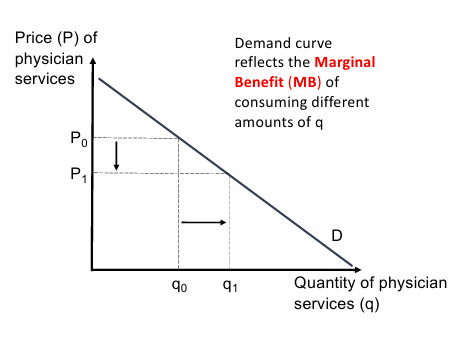 Price (P) of
physician
services
Demand curve
reflects the Marginal
Benefit (MB) of
consuming different
amounts of q
P0
P1
D
q0
q1
Quantity of physician
services (q)